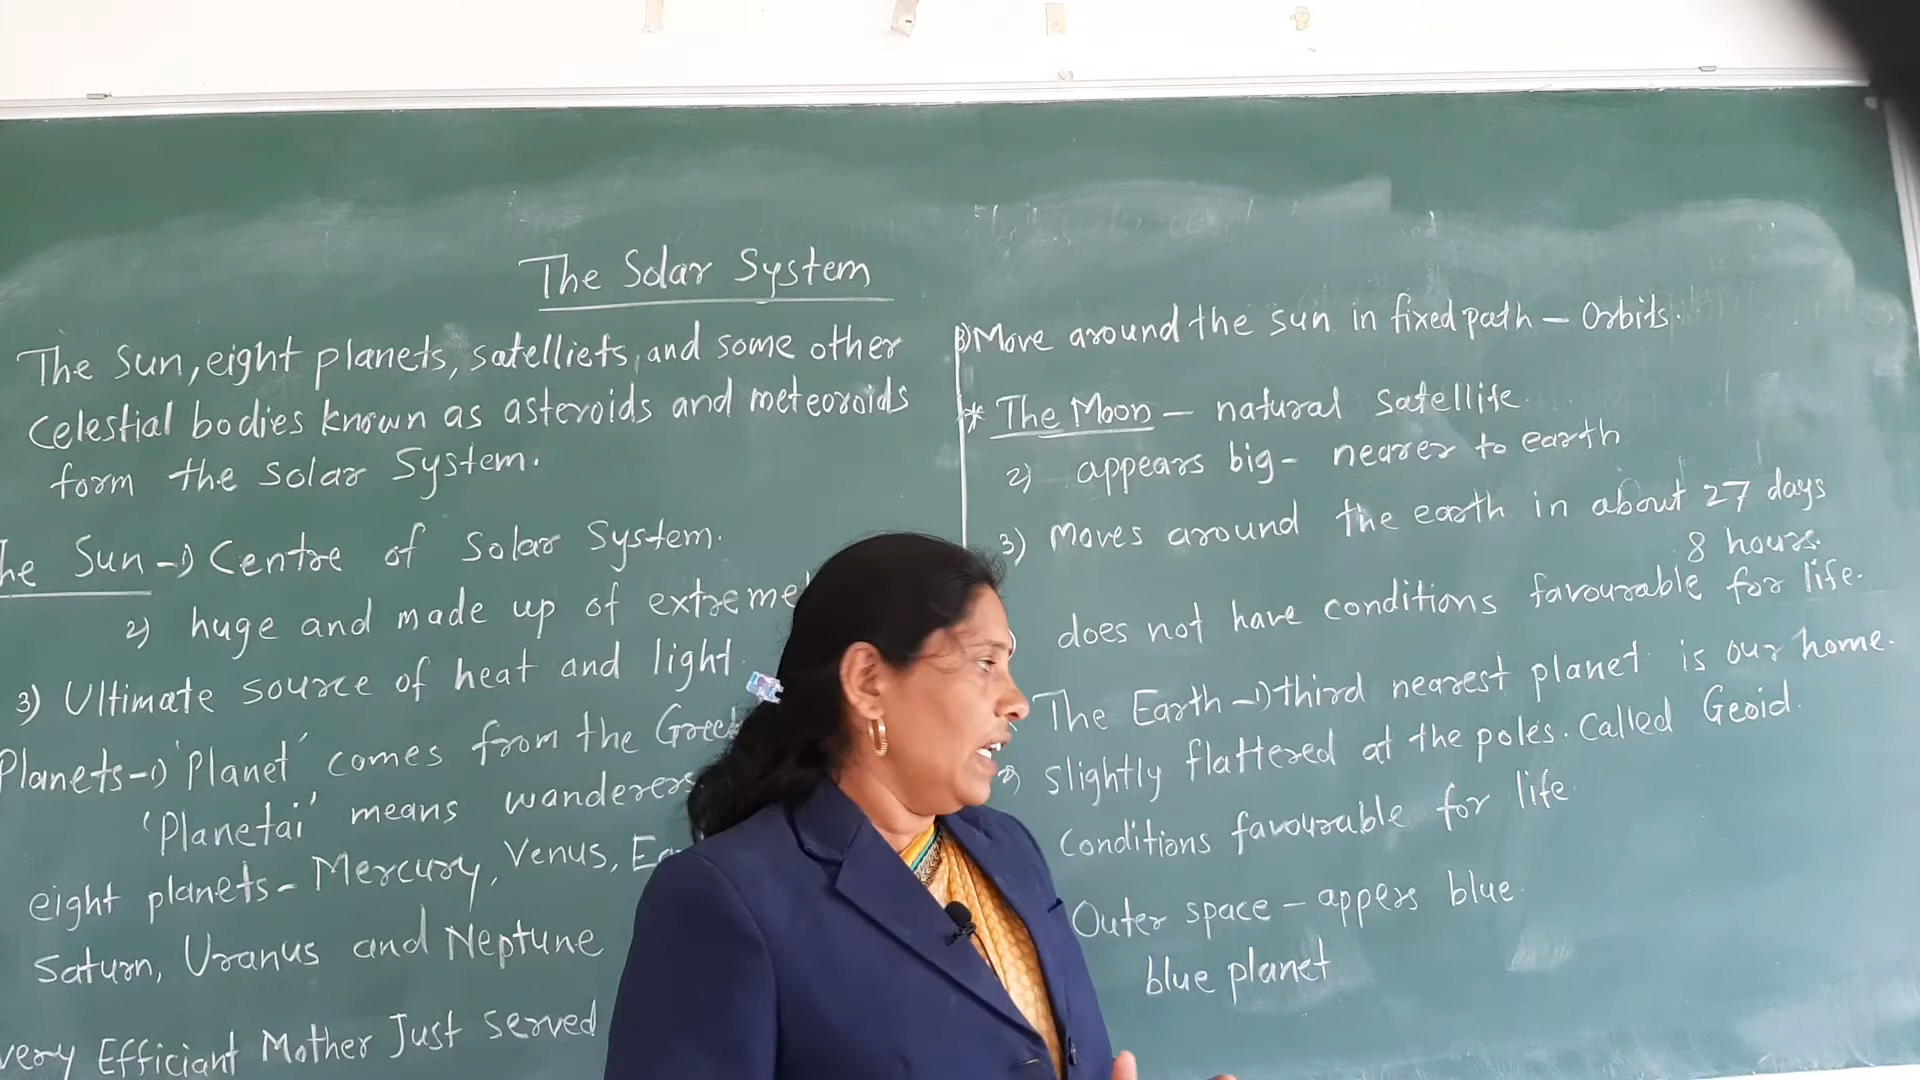 The Solar System
The Sun, eight planets, satelliets, and some other
celestial bodies known as asteroids and meteoroids
form the Solar System.
he Sun → 1) Centre of Solar System.
2) huge and made up of extreme
3) Ultimate source of heat and light.
Planets → 1) 'Planet' comes from the Greek
'Planetai' means wanderers.
eight planets - Mercury, Venus, Ea
Saturn, Uranus and Neptune
very Efficiant Mother Just served
3) Move around the sun in fixed path - Orbits.
* The Moon - natural satellite.
2) appears big - nearer to earth
3) Moves around the earth in about 27 days
8 hours.
does not have conditions favourable for life.
The Earth → 1) third nearest planet is our home.
2) slightly flattered at the poles. Called Geoid.
Conditions favourable for life
Outer space - appers blue.
blue planet